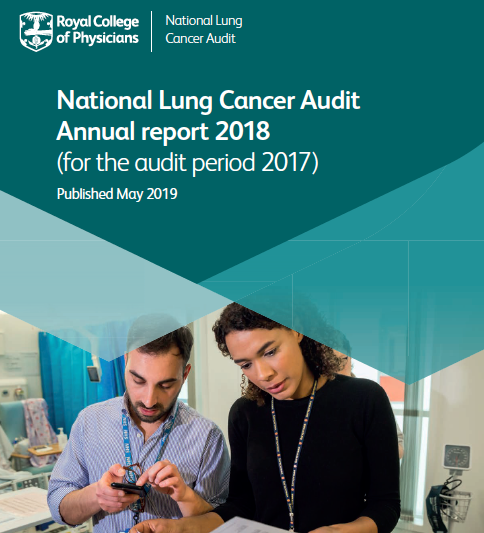 Royal College
of Physicians
National Lung
Cancer Audit
National Lung Cancer Audit
Annual report 2018
(for the audit period 2017)
Published May 2019